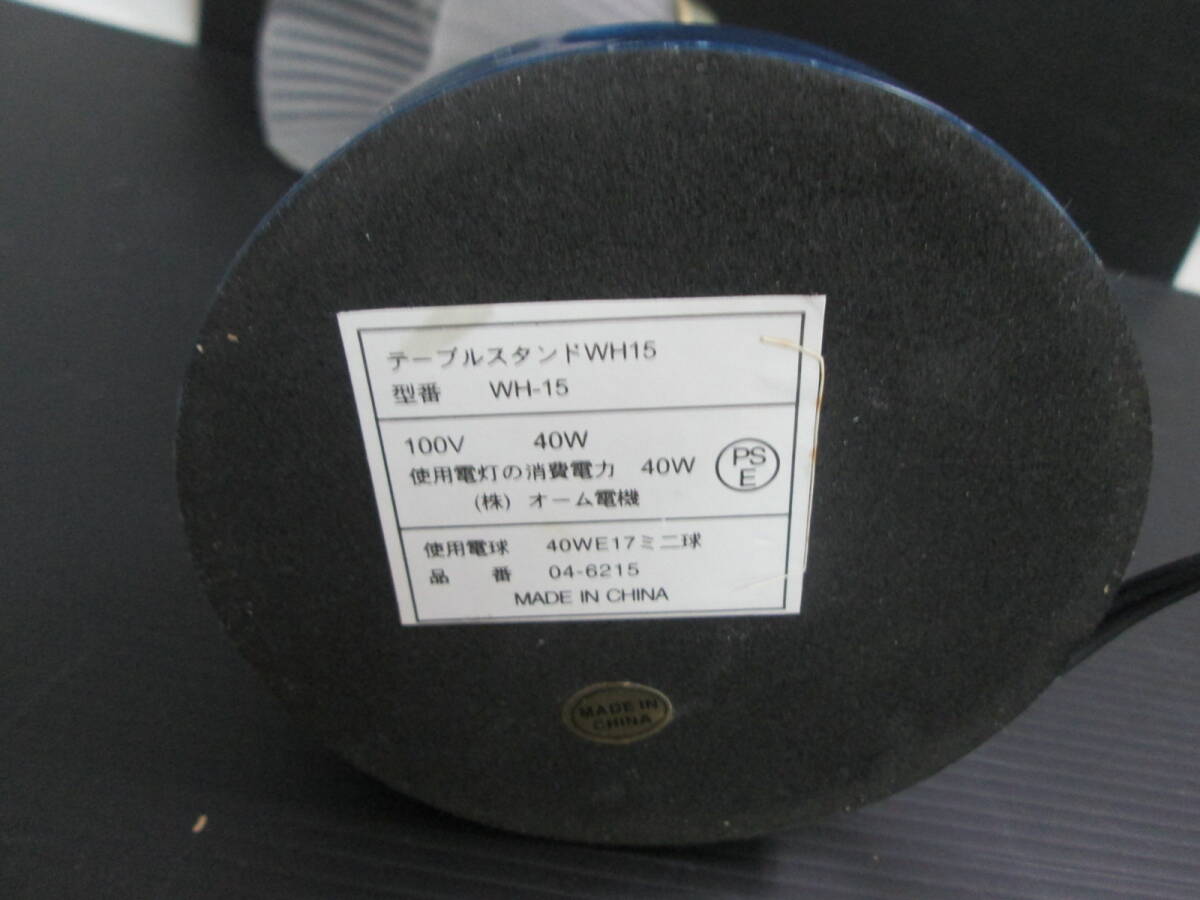 テーブルスタンドWH15
型番 WH-15
100V 40W
使用電灯の消費電力 40W
(株) オーム電機
PS
E
使用電球 40WE17ミニ球
品番 04-6215
MADE IN CHINA
MADE IN
CHINA